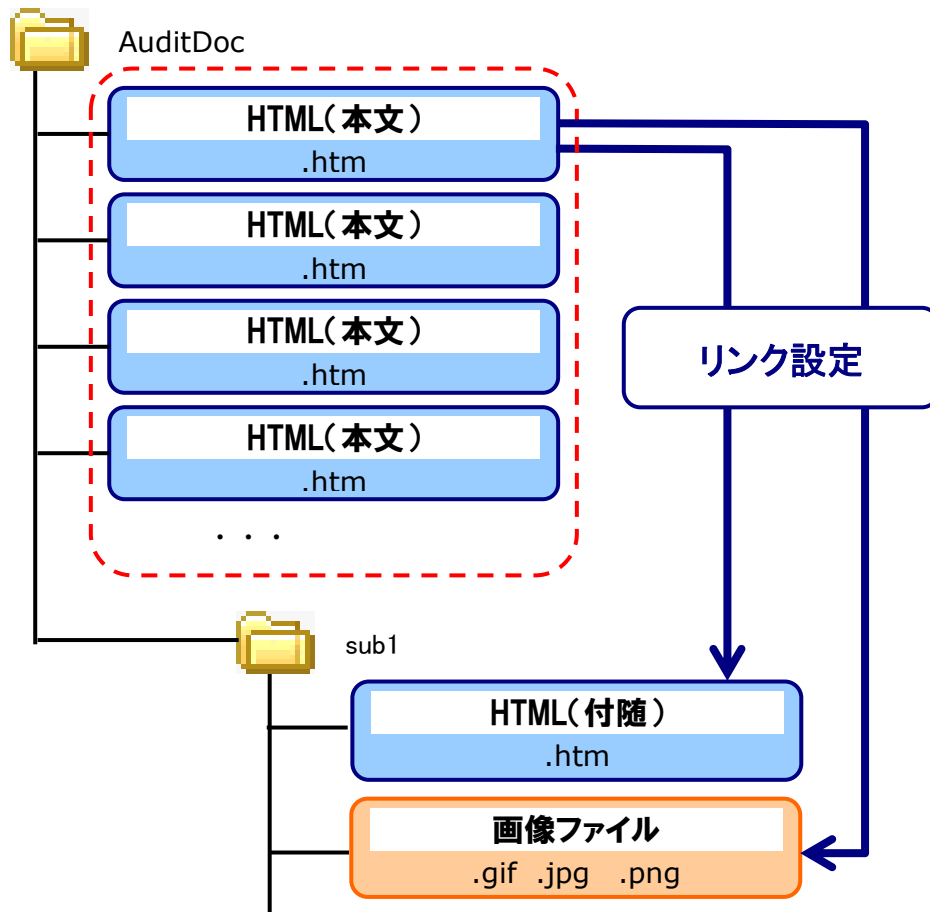 AuditDoc
HTML(本文)
.htm
HTML(本文)
.htm
HTML(本文)
.htm
HTML(本文)
.htm
・・・
リンク設定
sub1
HTML(付随)
.htm
画像ファイル
.gif .jpg .png